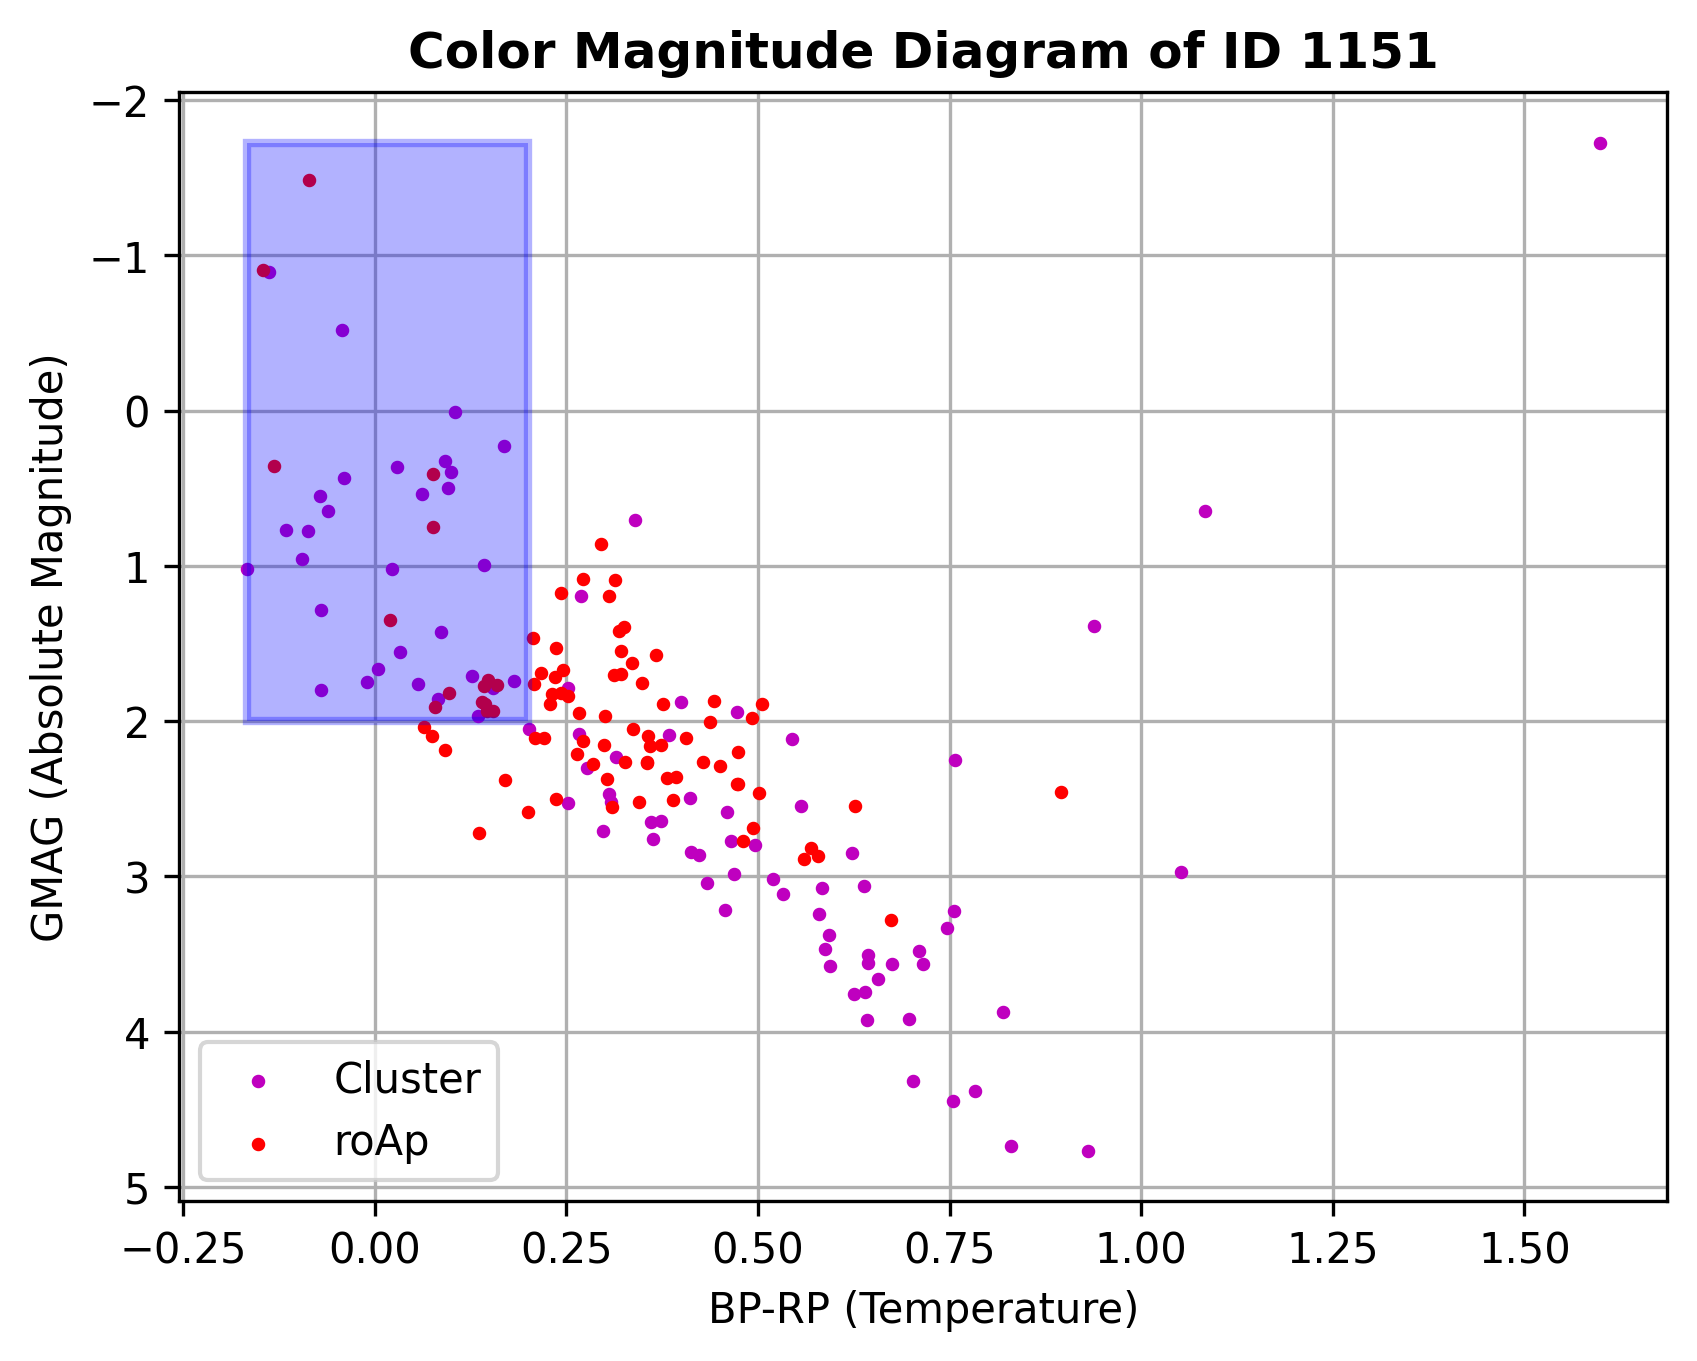 Color Magnitude Diagram of ID 1151
−2
−1
0
1
2
3
4
5
GMAG (Absolute Magnitude)
Cluster
roAp
−0.25 0.00 0.25 0.50 0.75 1.00 1.25 1.50
BP-RP (Temperature)